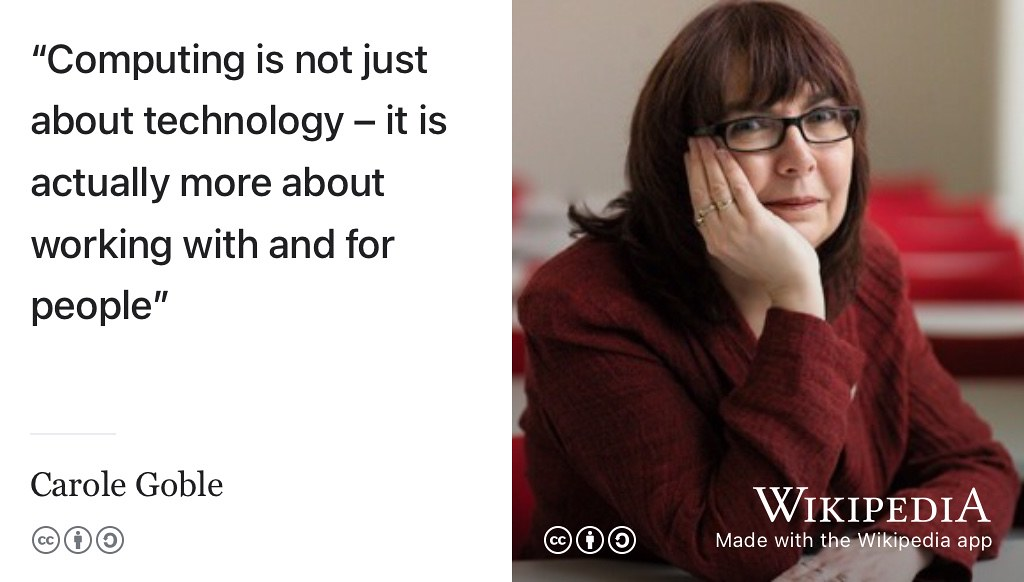 “Computing is not just
about technology – it is
actually more about
working with and for
people”
Carole Goble
WIKIPEDIA
Made with the Wikipedia app